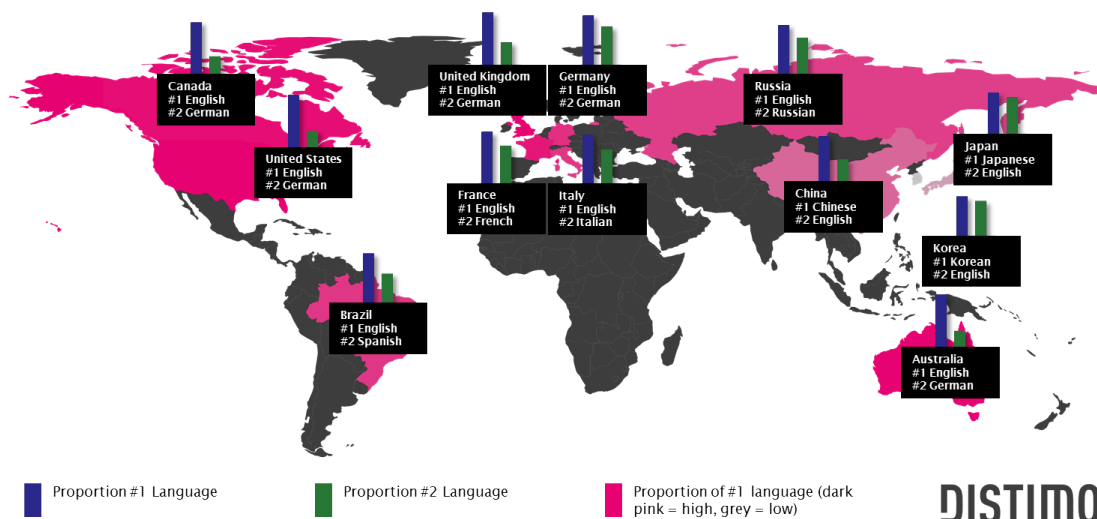 Canada
#1 English
#2 German
United States
#1 English
#2 German
Brazil
#1 English
#2 Spanish
United Kingdom
#1 English
#2 German
Germany
#1 English
#2 German
France
#1 English
#2 French
Italy
#1 English
#2 Italian
Russia
#1 English
#2 Russian
China
#1 Chinese
#2 English
Japan
#1 Japanese
#2 English
Korea
#1 Korean
#2 English
Australia
#1 English
#2 German
Proportion #1 Language
Proportion #2 Language
Proportion of #1 language (dark
pink = high, grey = low)
DISTIMO